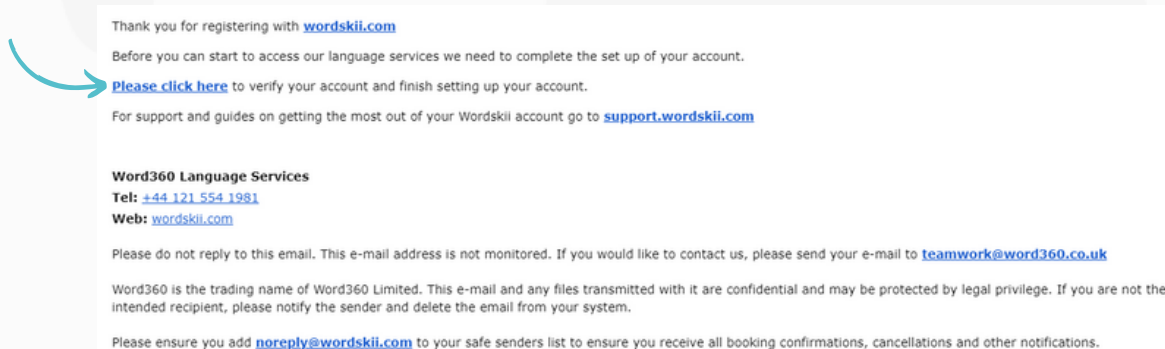 Thank you for registering with wordskii.com
Before you can start to access our language services we need to complete the set up of your account.
Please click here to verify your account and finish setting up your account.
For support and guides on getting the most out of your Wordskii account go to support.wordskii.com
Word360 Language Services
Tel: +44 121 554 1981
Web: wordskii.com
Please do not reply to this email. This e-mail address is not monitored. If you would like to contact us, please send your e-mail to teamwork@word360.co.uk
Word360 is the trading name of Word360 Limited. This e-mail and any files transmitted with it are confidential and may be protected by legal privilege. If you are not the
intended recipient, please notify the sender and delete the email from your system.
Please ensure you add noreply@wordskii.com to your safe senders list to ensure you receive all booking confirmations, cancellations and other notifications.